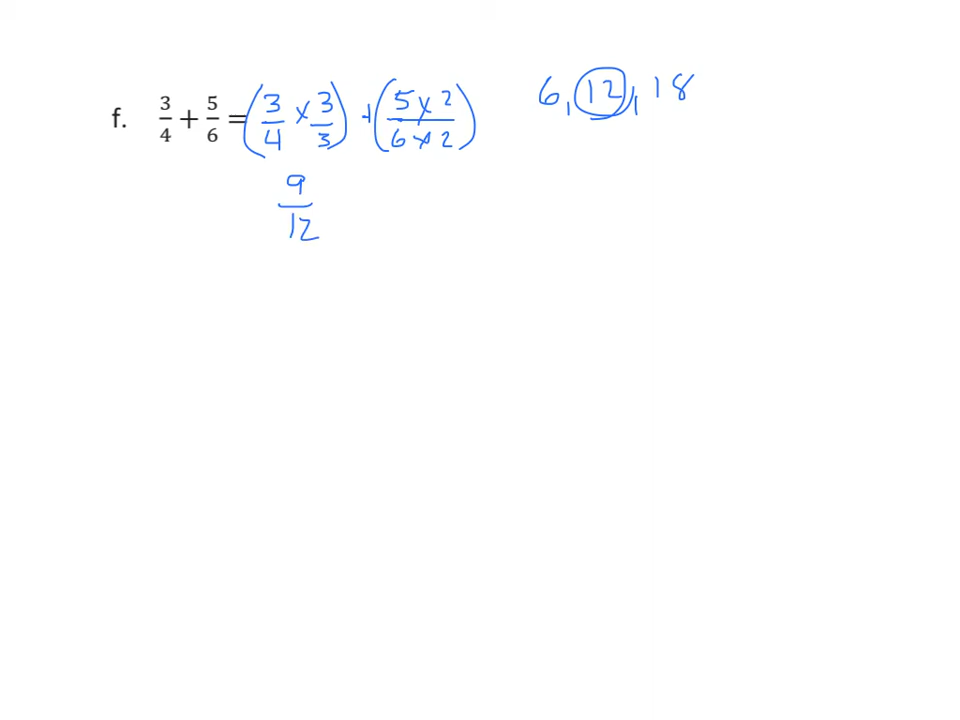 f. 3/4 + 5/6 = (3/4 x 3/3) + (5 x 2 / 6 x 2)
6, 12, 18
9/12